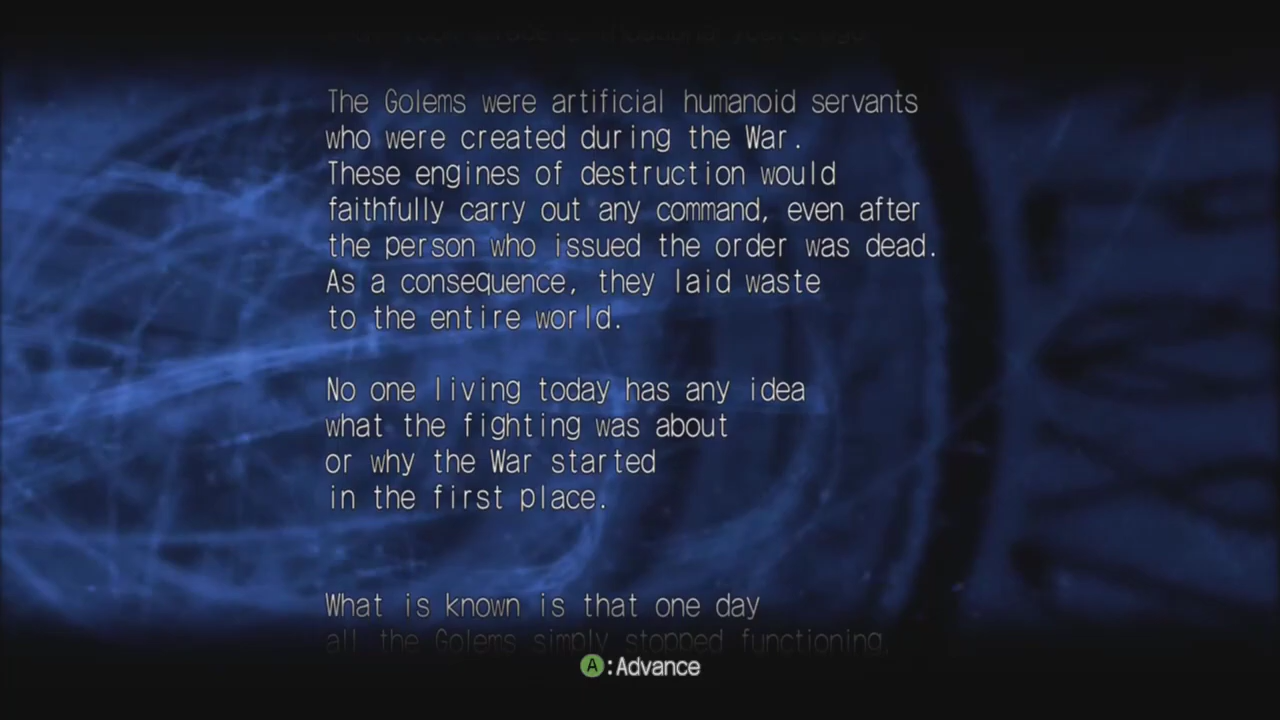 The Golems were artificial humanoid servants
who were created during the War.
These engines of destruction would
faithfully carry out any command, even after
the person who issued the order was dead.
As a consequence, they laid waste
to the entire world.
No one living today has any idea
what the fighting was about
or why the War started
in the first place.
What is known is that one day
all the Golems simply stopped functioning.
A:Advance